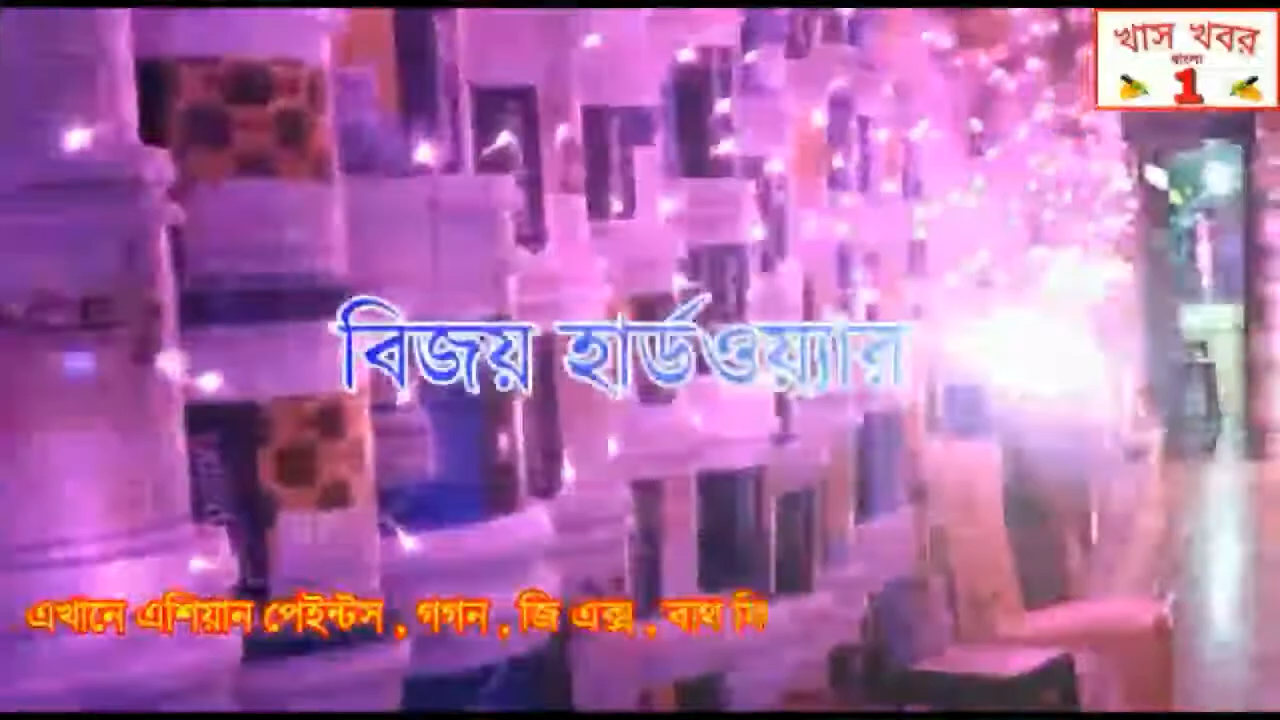 খাস খবর
বাংলা
1
বিজয় হার্ডওয়্যার
এখানে এশিয়ান পেইন্টস , গগন , জি এক্স , বাথ